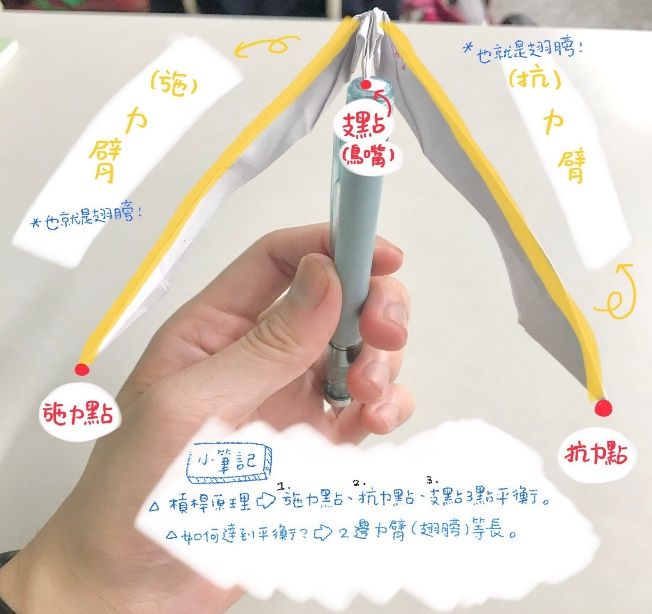 *也就是翅膀!
(施)
力
臂
*也就是翅膀!
支點
(鳥嘴)
(抗)
力
臂
施力點
抗力點
小筆記
1. 2. 3.
△槓桿原理⇨施力點、抗力點、支點3點平衡。
△如何達到平衡?⇨2邊力臂(翅膀)等長。